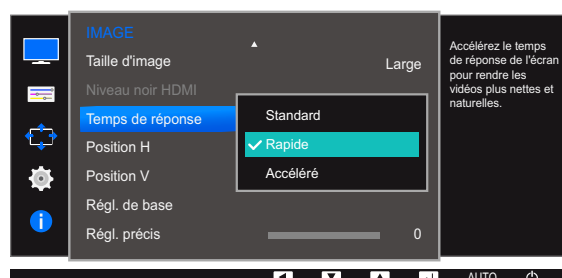 IMAGE
Taille d'image
Large
Niveau noir HDMI
Temps de réponse
Standard
Rapide
Accéléré
Position H
Position V
Régl. de base
Régl. précis
0
Accélérez le temps
de réponse de l'écran
pour rendre les
vidéos plus nettes et
naturelles.
AUTO